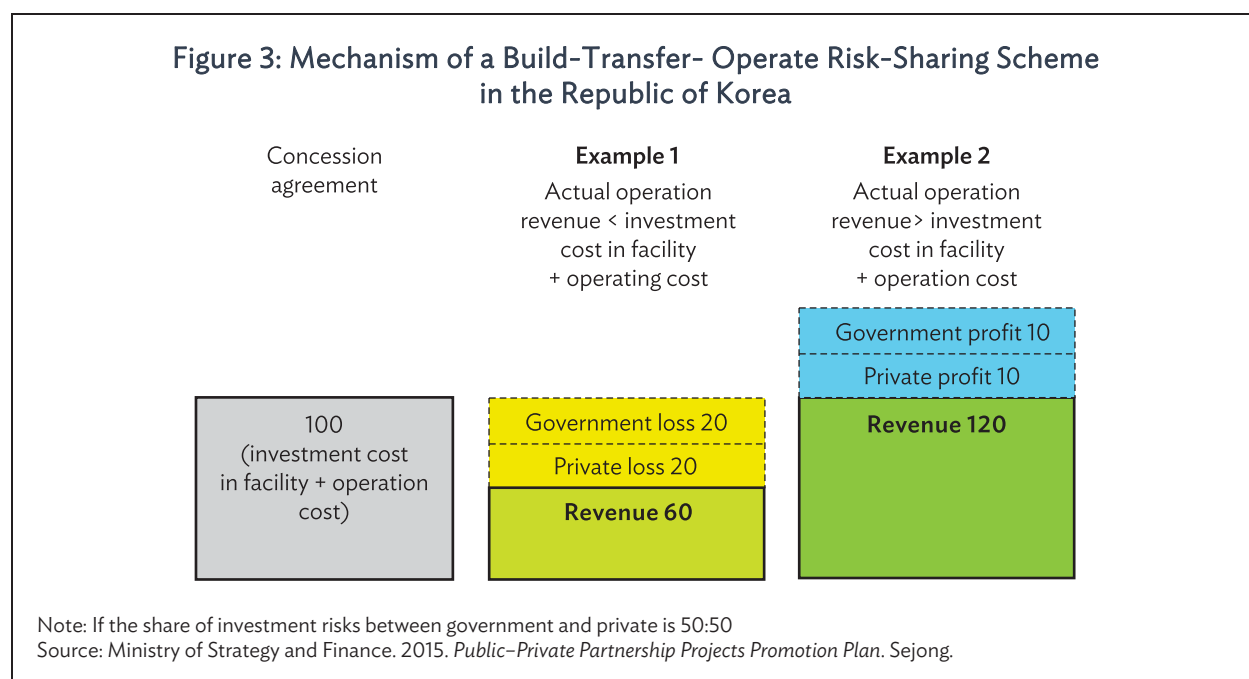 Figure 3: Mechanism of a Build-Transfer- Operate Risk-Sharing Scheme
in the Republic of Korea
Concession
agreement
Example 1
Actual operation
revenue < investment
cost in facility
+ operating cost
Example 2
Actual operation
revenue> investment
cost in facility
+ operation cost
Government profit 10
Private profit 10
100
(investment cost
in facility + operation
cost)
Government loss 20
Private loss 20
Revenue 60
Revenue 120
Note: If the share of investment risks between government and private is 50:50
Source: Ministry of Strategy and Finance. 2015. Public–Private Partnership Projects Promotion Plan. Sejong.